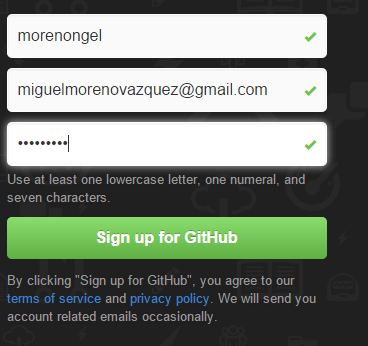 morenongel
miguelmorenovazquez@gmail.com
•••••••••
Use at least one lowercase letter, one numeral, and
seven characters.
Sign up for GitHub
By clicking "Sign up for GitHub", you agree to our
terms of service and privacy policy. We will send you
account related emails occasionally.